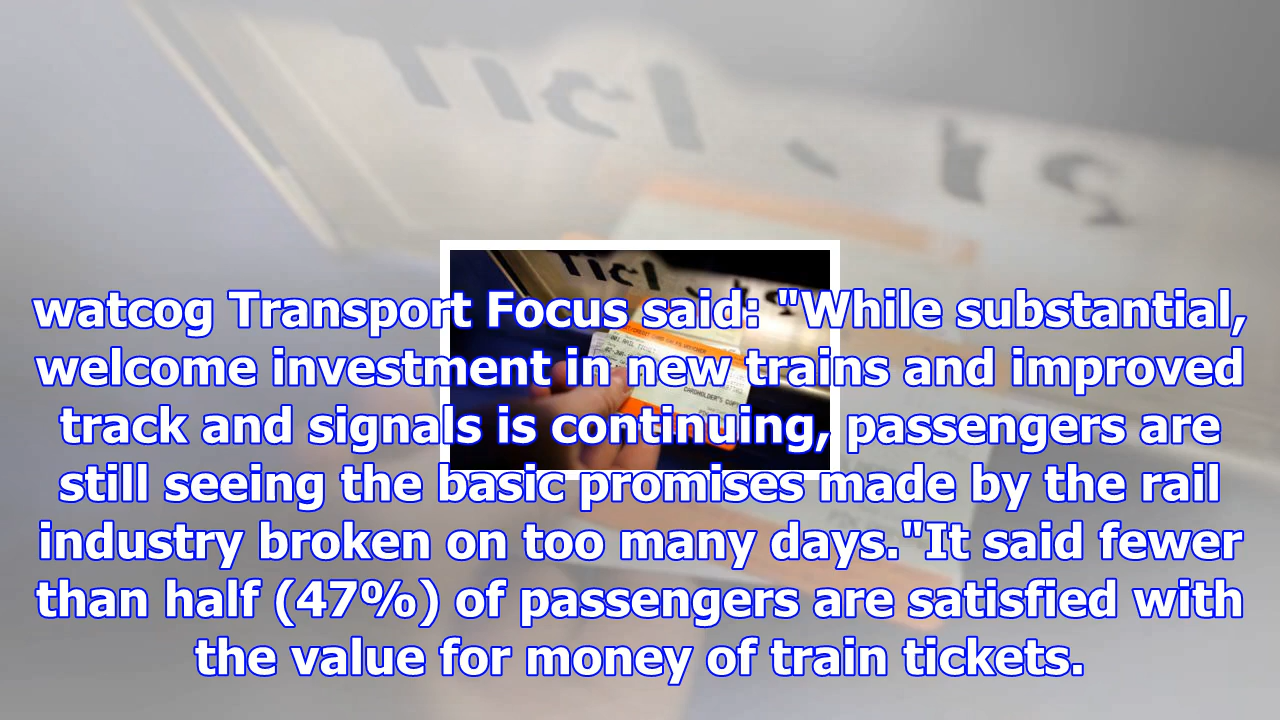 Tic
watcog Transport Focus said: "While substantial,
welcome investment in new trains and improved
track and signals is continuing, passengers are
still seeing the basic promises made by the rail
industry broken on too many days."It said fewer
than half (47%) of passengers are satisfied with
the value for money of train tickets.